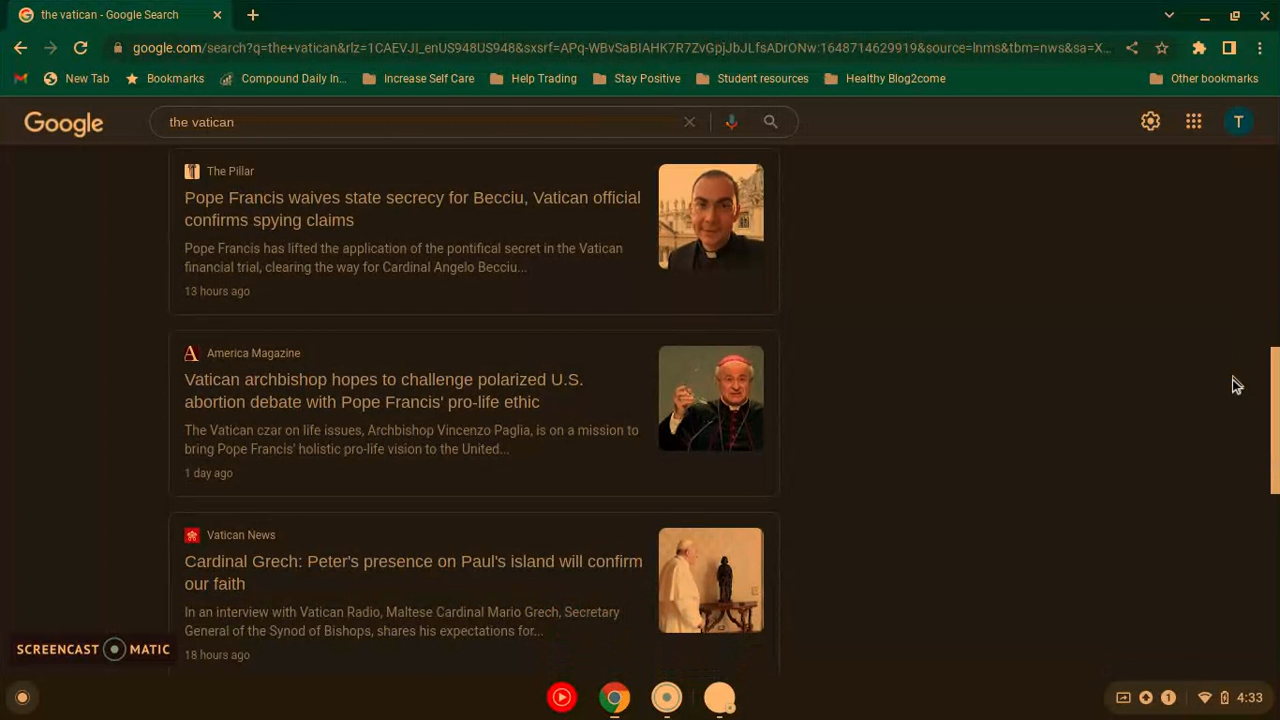 the vatican - Google Search
google.com/search?q=the+vatican&rlz=1CAEVJI_enUS948US948&sxsrf=APq-WBvSaBIAHK7R7ZvGpjJbJLfsADrONw:1648714629919&source=lnms&tbm=nws&sa=X...
New Tab Bookmarks Compound Daily In... Increase Self Care Help Trading Stay Positive Student resources Healthy Blog2come Other bookmarks
Google the vatican T
The Pillar
Pope Francis waives state secrecy for Becciu, Vatican official
confirms spying claims
Pope Francis has lifted the application of the pontifical secret in the Vatican
financial trial, clearing the way for Cardinal Angelo Becciu...
13 hours ago
A America Magazine
Vatican archbishop hopes to challenge polarized U.S.
abortion debate with Pope Francis' pro-life ethic
The Vatican czar on life issues, Archbishop Vincenzo Paglia, is on a mission to
bring Pope Francis' holistic pro-life vision to the United...
1 day ago
Vatican News
Cardinal Grech: Peter's presence on Paul's island will confirm
our faith
In an interview with Vatican Radio, Maltese Cardinal Mario Grech, Secretary
General of the Synod of Bishops, shares his expectations for...
18 hours ago
SCREENCAST MATIC
1 4:33